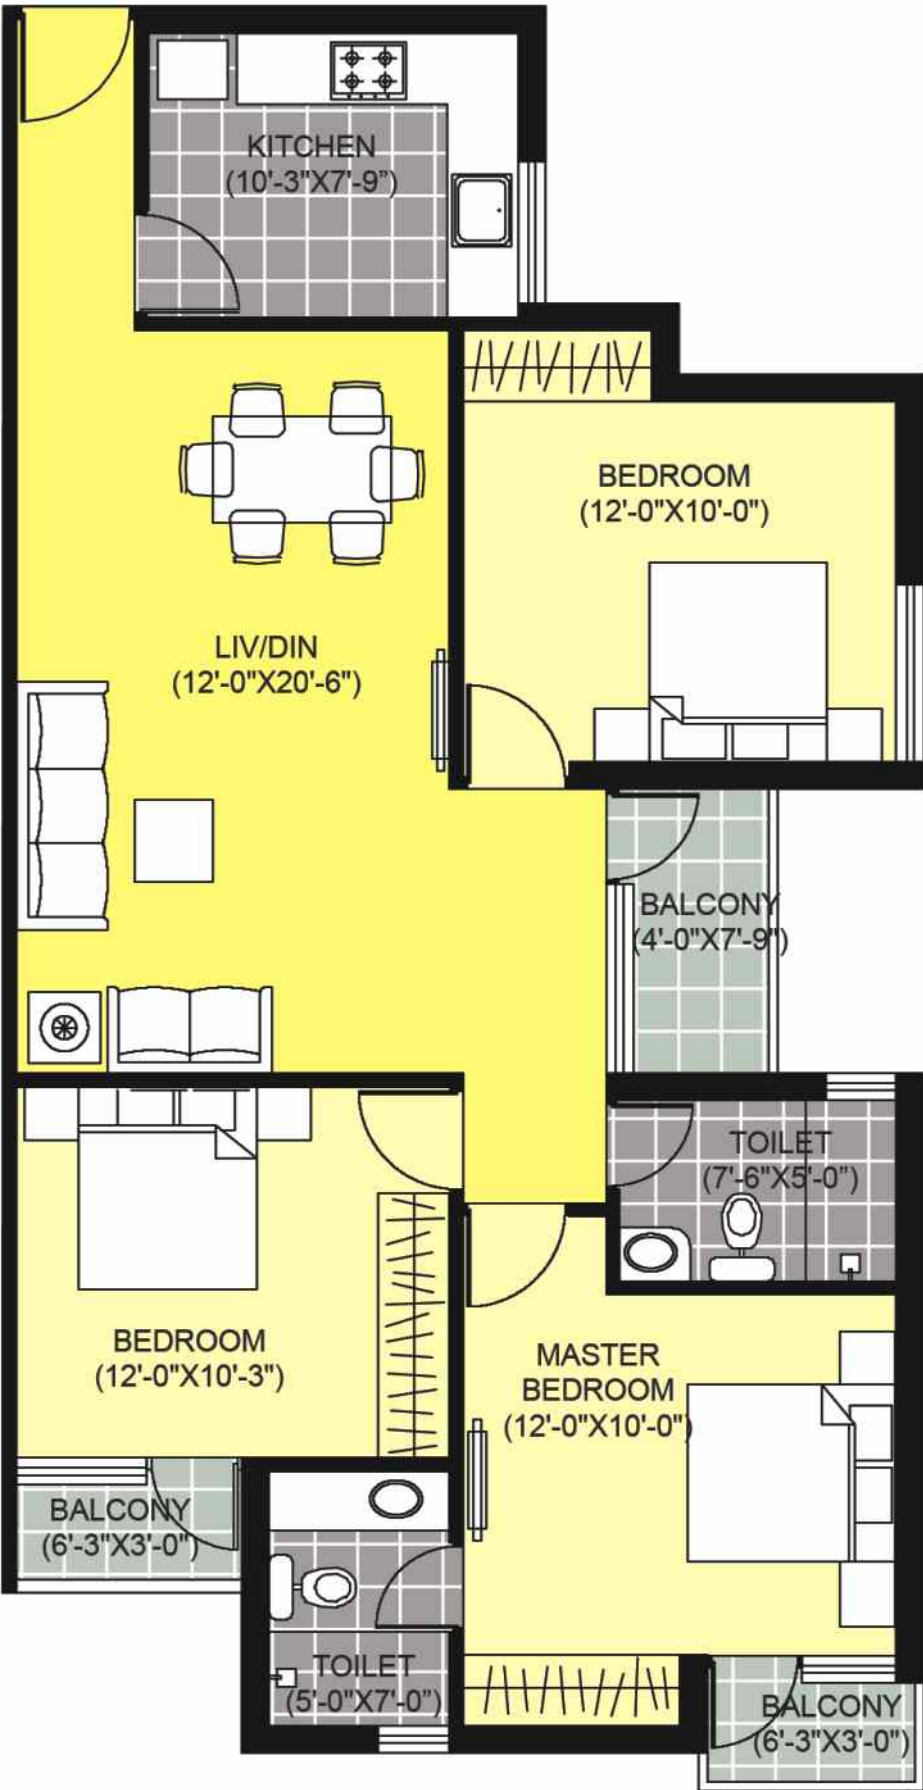 KITCHEN
(10'-3"X7'-9”)
BEDROOM
(12'-0"X10'-0")
LIV/DIN
(12'-0"X20'-6")
BALCONY
(4'-0"X7'-9")
TOILET
(7'-6"X5'-0”)
BEDROOM
(12'-0"X10'-3")
MASTER
BEDROOM
(12'-0"X10'-0")
BALCONY
(6'-3"X3'-0")
TOILET
(5'-0"X7'-0”)
BALCONY
(6'-3"X3'-0")